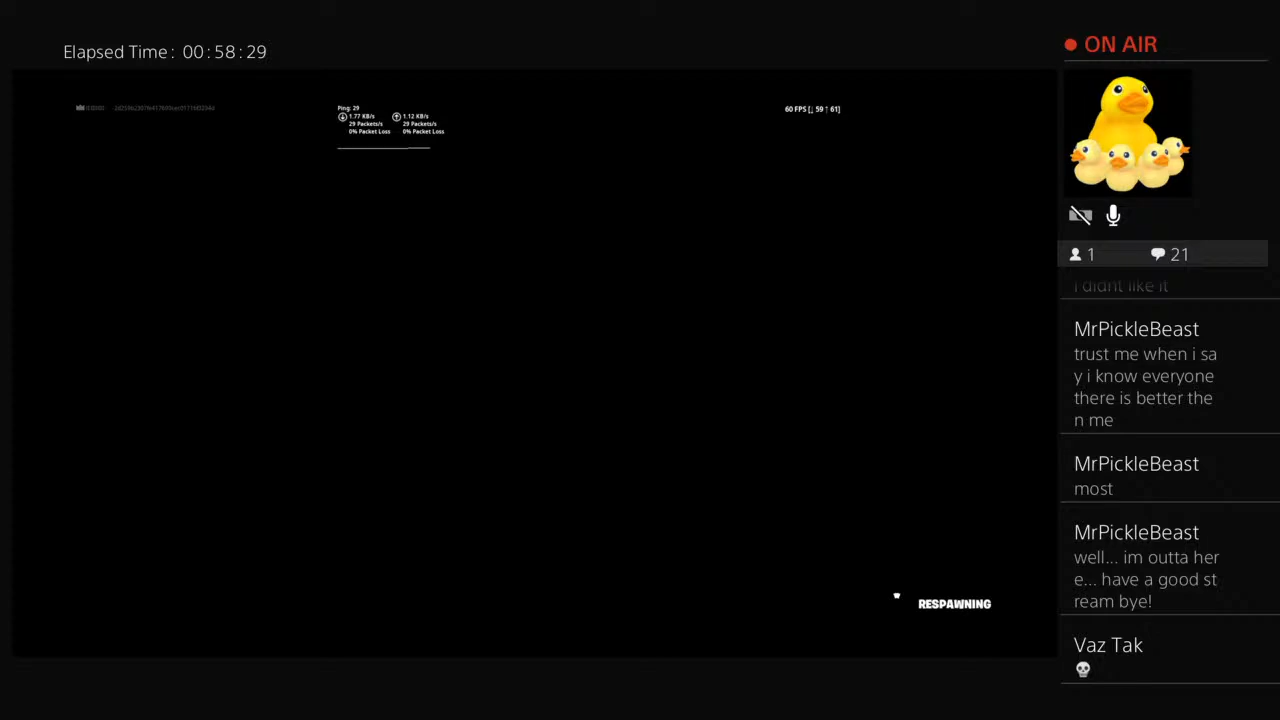 Elapsed Time: 00:58:29
ON AIR
Ping: 29
1.77 KB/s 1.12 KB/s
29 Packets/s 29 Packets/s
0% Packet Loss 0% Packet Loss
60 FPS [↓ 59 ↑ 61]
1 21
i didnt like it
MrPickleBeast
trust me when i sa
y i know everyone
there is better the
n me
MrPickleBeast
most
MrPickleBeast
well... im outta her
e... have a good st
ream bye!
Vaz Tak
💀
RESPAWNING